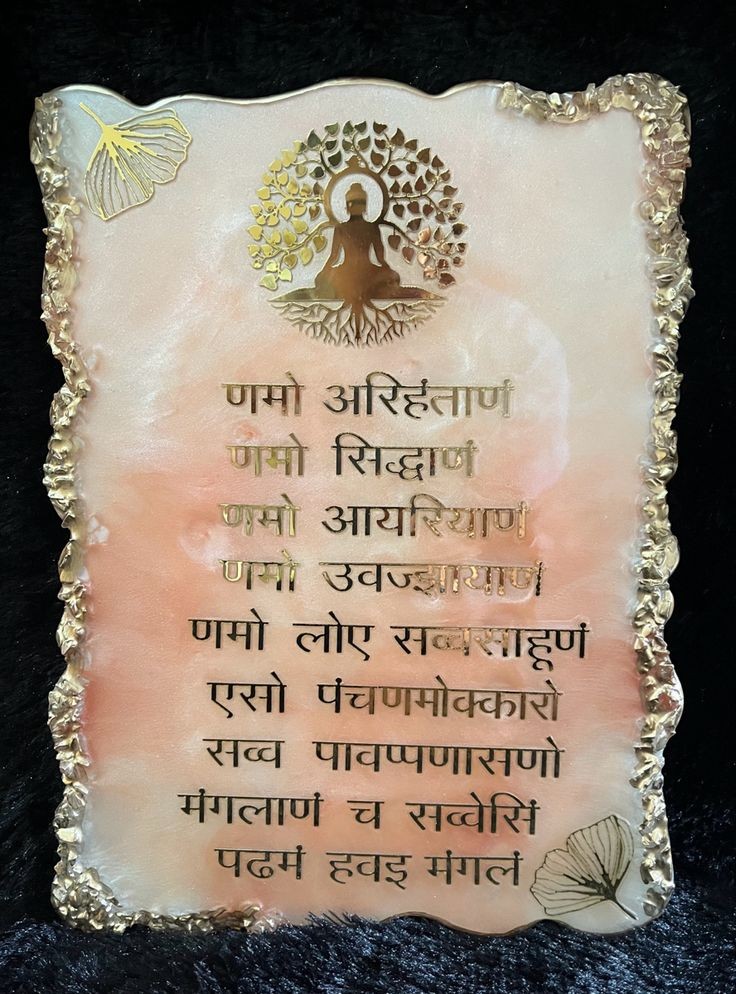 णमो अरिहंताणं
णमो सिद्धाणं
णमो आयरियाणं
णमो उवज्झायाणं
णमो लोए सव्वसाहूणं
एसो पंचणमोक्कारो
सव्व पावप्पणासणो
मंगलाणं च सव्वेसिं
पढमं हवइ मंगलं